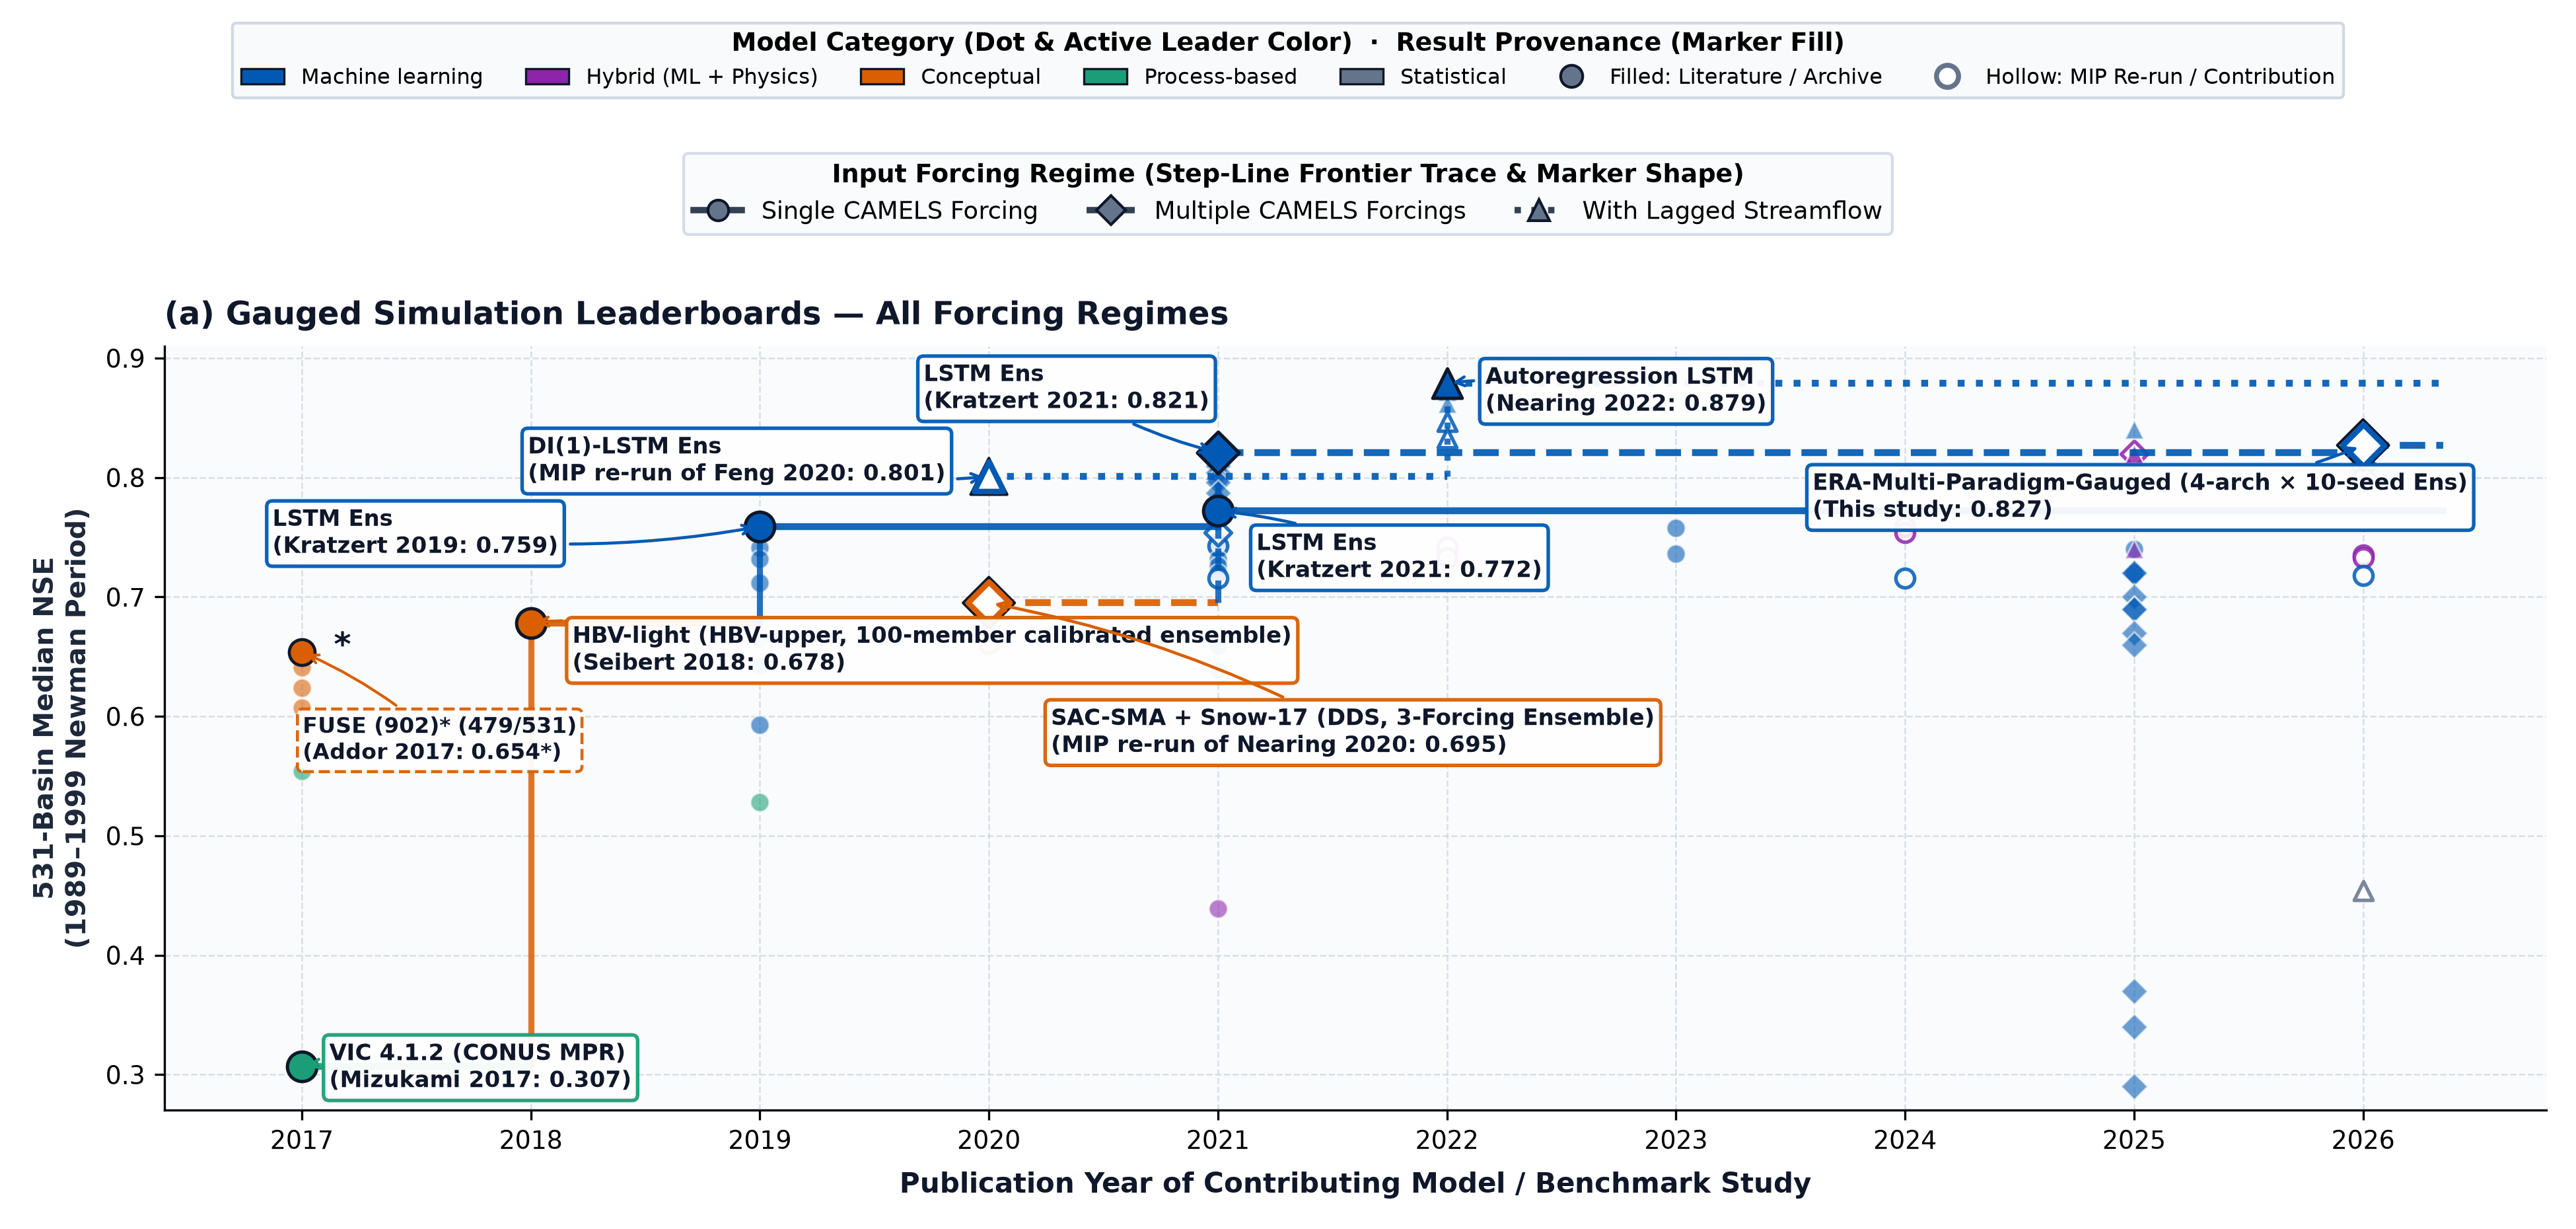 Model Category (Dot & Active Leader Color)  ·  Result Provenance (Marker Fill)
Machine learning
Hybrid (ML + Physics)
Conceptual
Process-based
Statistical
Filled: Literature / Archive
Hollow: MIP Re-run / Contribution
Input Forcing Regime (Step-Line Frontier Trace & Marker Shape)
Single CAMELS Forcing
Multiple CAMELS Forcings
With Lagged Streamflow
(a) Gauged Simulation Leaderboards — All Forcing Regimes
531-Basin Median NSE
(1989–1999 Newman Period)
0.9
0.8
0.7
0.6
0.5
0.4
0.3
LSTM Ens
(Kratzert 2021: 0.821)
Autoregression LSTM
(Nearing 2022: 0.879)
DI(1)-LSTM Ens
(MIP re-run of Feng 2020: 0.801)
ERA-Multi-Paradigm-Gauged (4-arch × 10-seed Ens)
(This study: 0.827)
LSTM Ens
(Kratzert 2019: 0.759)
LSTM Ens
(Kratzert 2021: 0.772)
*
HBV-light (HBV-upper, 100-member calibrated ensemble)
(Seibert 2018: 0.678)
FUSE (902)* (479/531)
(Addor 2017: 0.654*)
SAC-SMA + Snow-17 (DDS, 3-Forcing Ensemble)
(MIP re-run of Nearing 2020: 0.695)
VIC 4.1.2 (CONUS MPR)
(Mizukami 2017: 0.307)
2017
2018
2019
2020
2021
2022
2023
2024
2025
2026
Publication Year of Contributing Model / Benchmark Study